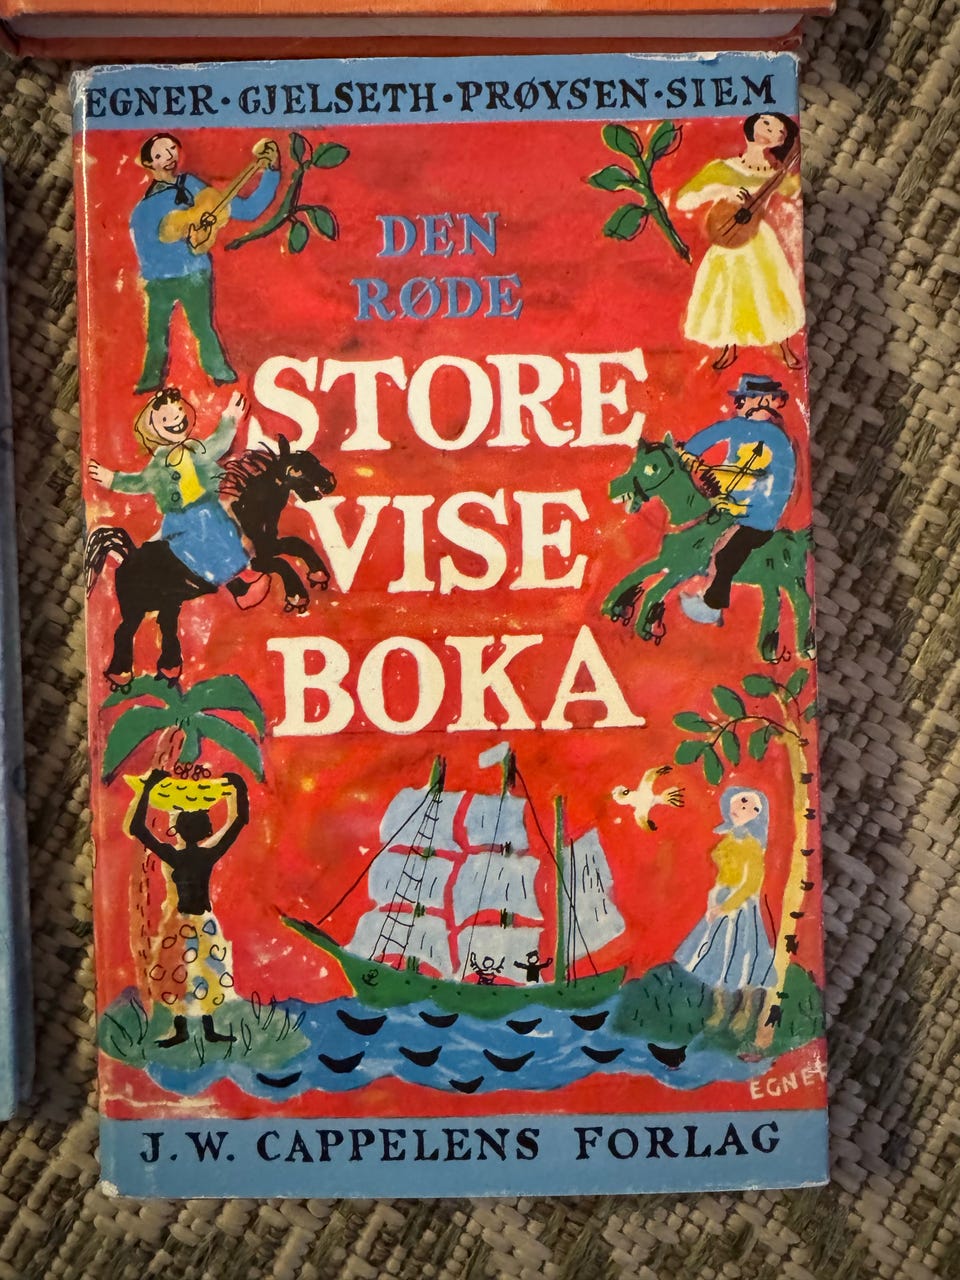 EGNER·GJELSETH·PRØYSEN·SIEM
DEN
RØDE
STORE
VISE
BOKA
EGNER
J.W. CAPPELENS FORLAG